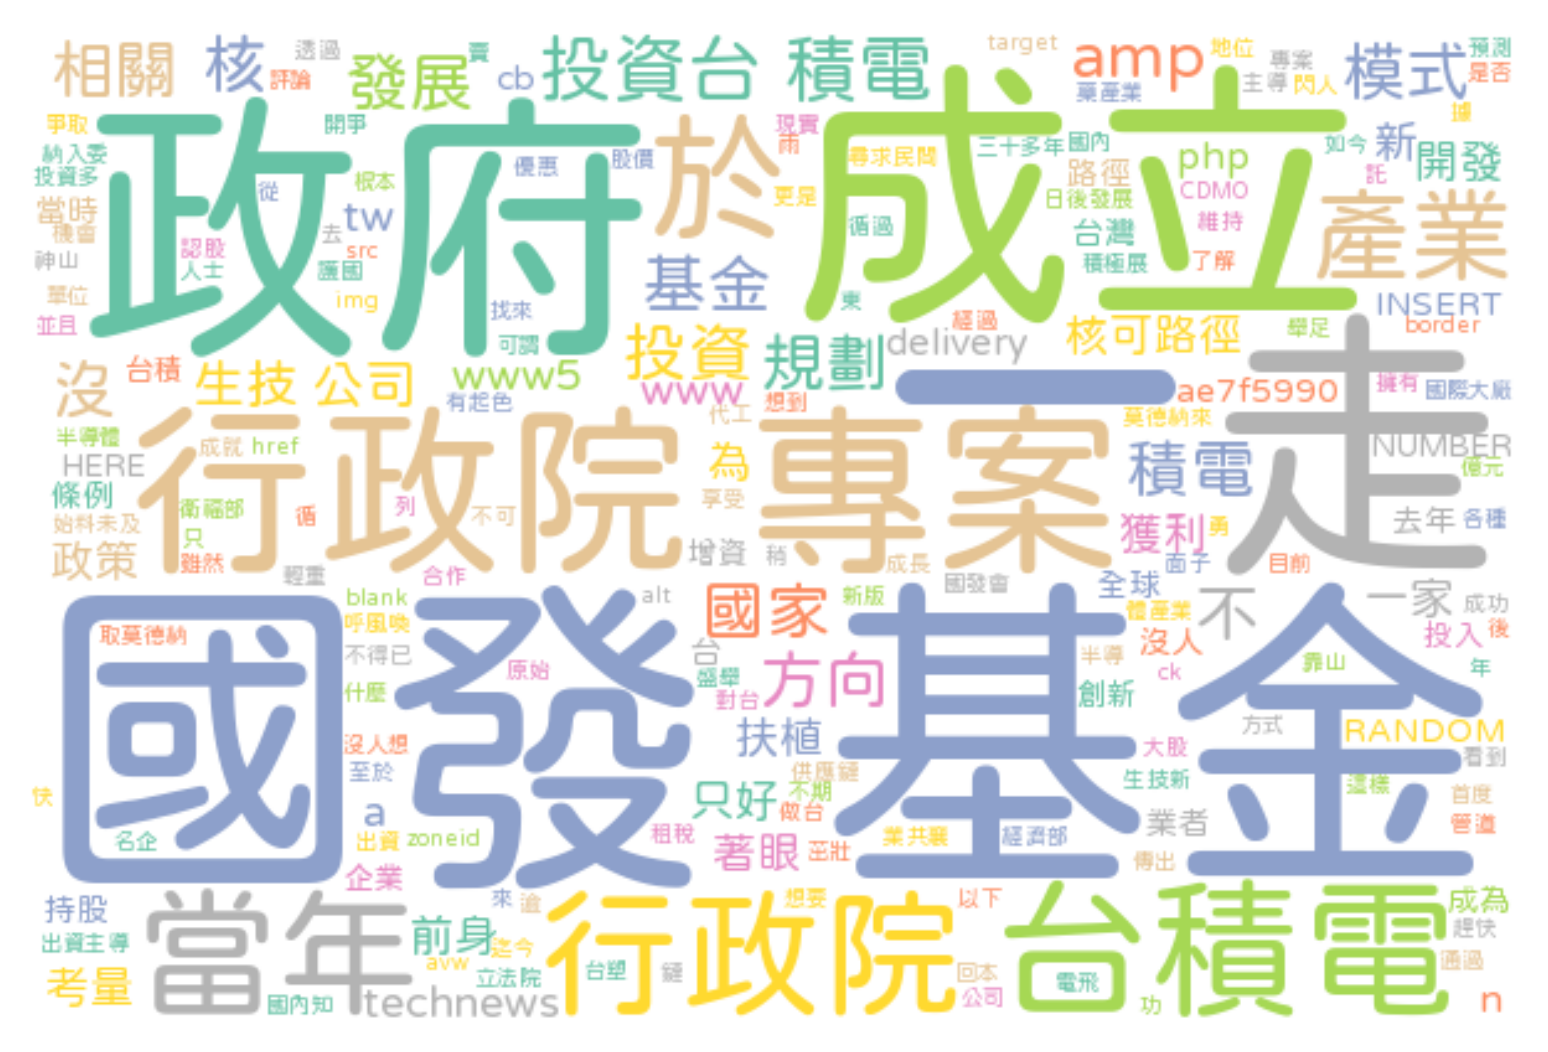 相關 核 透過 評論 發展 賣 cb 投資台 積電 target amp 地位 專案 主導 閃人 模式 預測 是否
藥產業 據
爭取 納入委 投資多 開爭 優惠 股價 於 現實 雨 尋求民間 三十多年 國內 路徑 php CDMO 如今 新 託 開發
政府 成立
當時 機會 從 根本 tw 更是 日後發展 維持 產業
神山 認股 人士 去 src 護國 循過 台灣 積極展 了解
單位 img 基金 找來 東 INSERT
並且 可謂 經過 delivery 核可路徑 舉足 border
沒 台積 生技 公司 www5 投資 規劃 www 一 ae7f5990 擁有 國際大廠
有起色 代工 想到 莫德納來 走
半導體 成就 href 行政院 專案 為 積電 NUMBER
HERE 條例 列 享受 億元
始料未及 衛福部 循 不可 獲利 勇 去年 各種
政策 只 雖然 增資 稍 成長 面子 目前
輕重 合作 國發會 全球
blank alt 國家 新版 體產業 不 一家 成功
取莫德納 呼風喚 沒人 投入 後
國發基金
不得已 原始 台 盛舉 方向 半導 靠山 年
什麼 對台 ck 創新
沒人想 扶植 大股 方式 RANDOM 看到
至於 供應鏈 生技新 這樣
快 a 只好 不期 做台 業者 首度 管道
名企 出資 zoneid 租稅 著眼 茁壯 業共襄 經濟部 傳出
企業
持股 當年 來 逾 想要 以下 台積電 成為
出資主導 前身 迄今 行政院 趕快
考量 avw 立法院 台塑 鏈 回本 電飛 通過
國內知 technews 公司 功 n